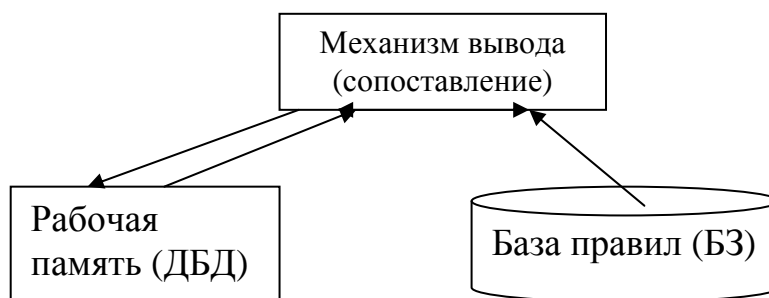 Механизм вывода
(сопоставление)
Рабочая
память (ДБД)
База правил (БЗ)